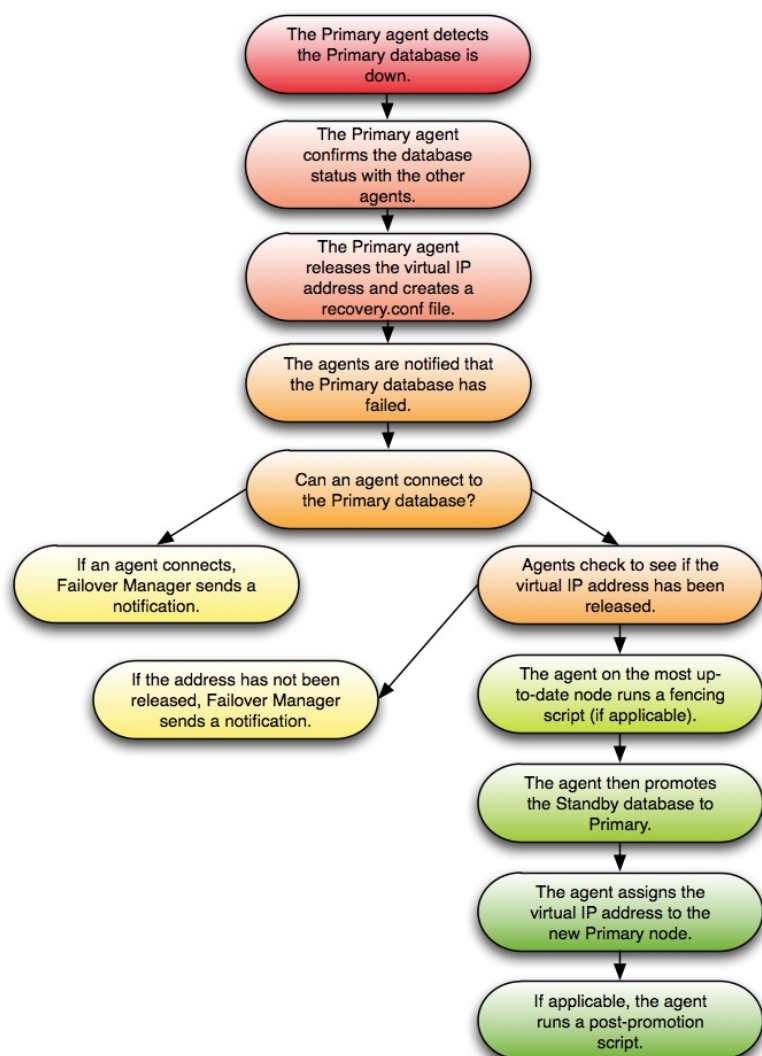 The Primary agent detects
the Primary database is
down.
The Primary agent
confirms the database
status with the other
agents.
The Primary agent
releases the virtual IP
address and creates a
recovery.conf file.
The agents are notified that
the Primary database has
failed.
Can an agent connect to
the Primary database?
If an agent connects,
Failover Manager sends a
notification.
Agents check to see if the
virtual IP address has been
released.
If the address has not been
released, Failover Manager
sends a notification.
The agent on the most up-
to-date node runs a fencing
script (if applicable).
The agent then promotes
the Standby database to
Primary.
The agent assigns the
virtual IP address to the
new Primary node.
If applicable, the agent
runs a post-promotion
script.